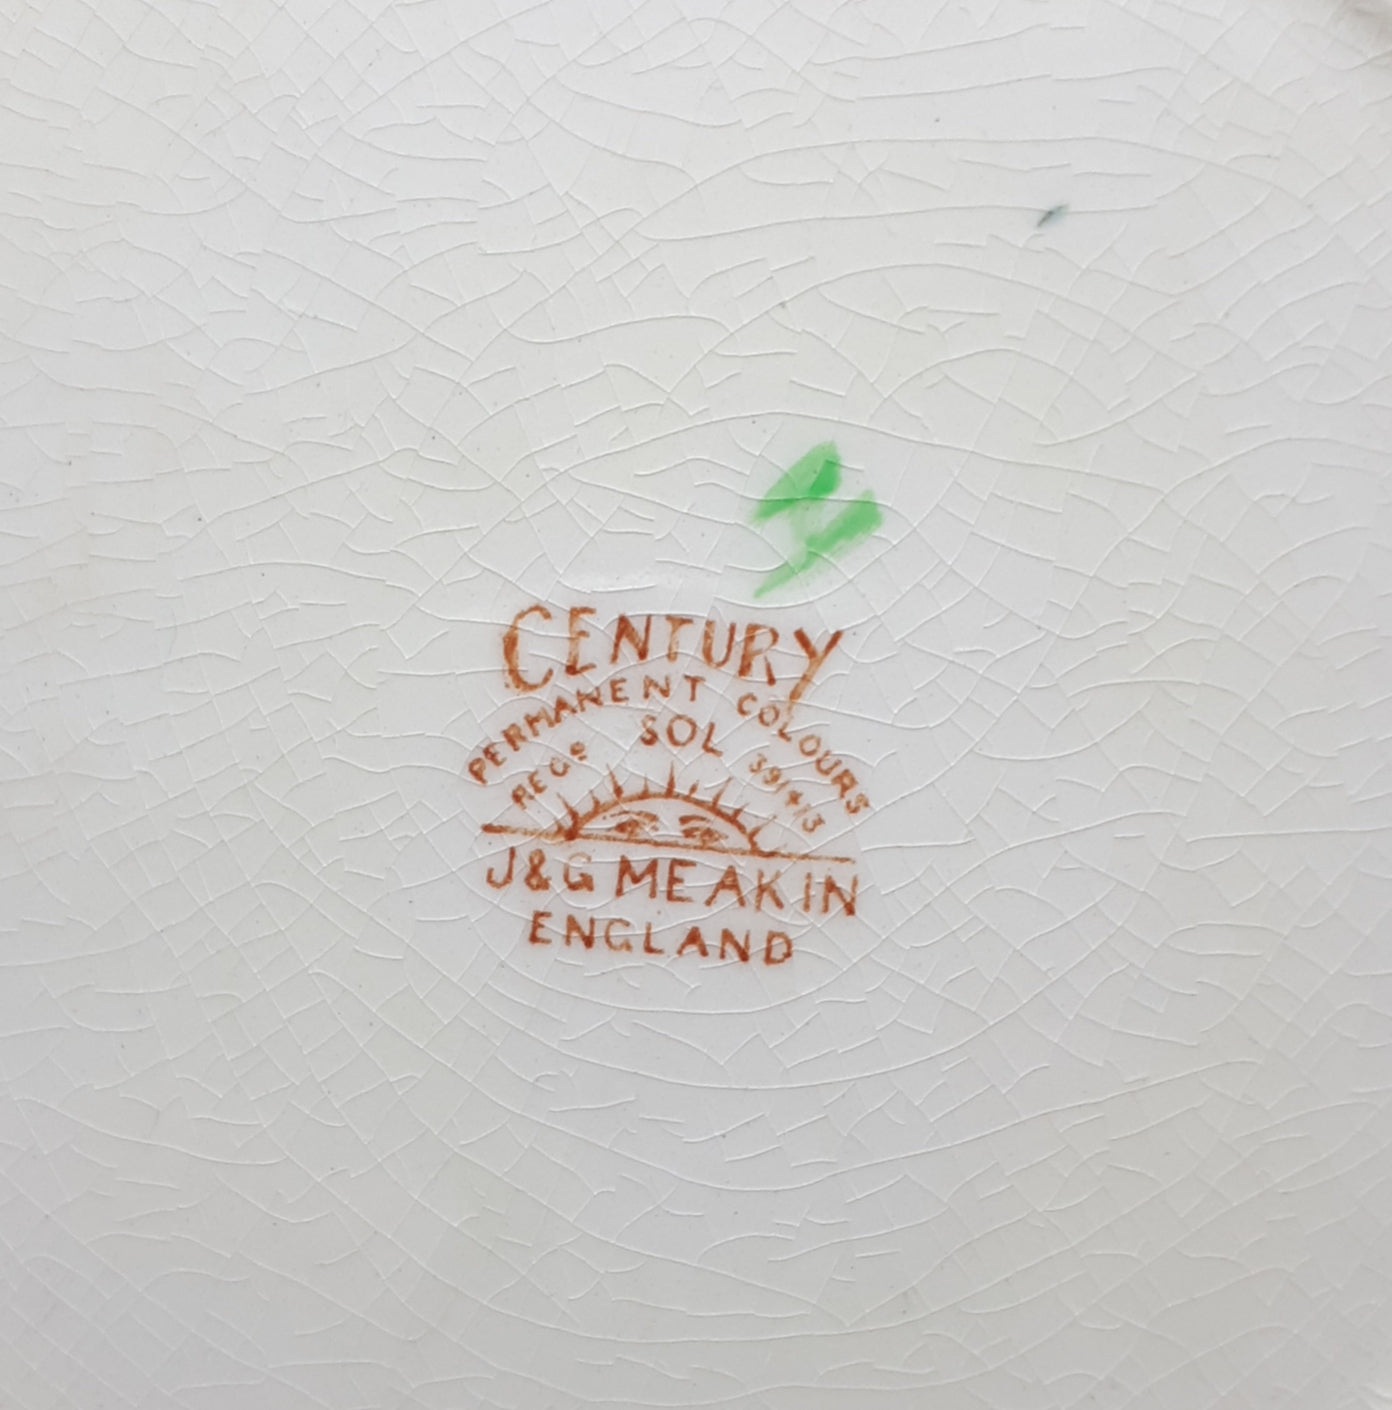 CENTURY
PERMANENT COLOURS
SOL
REGD 391413
J&G MEAKIN
ENGLAND